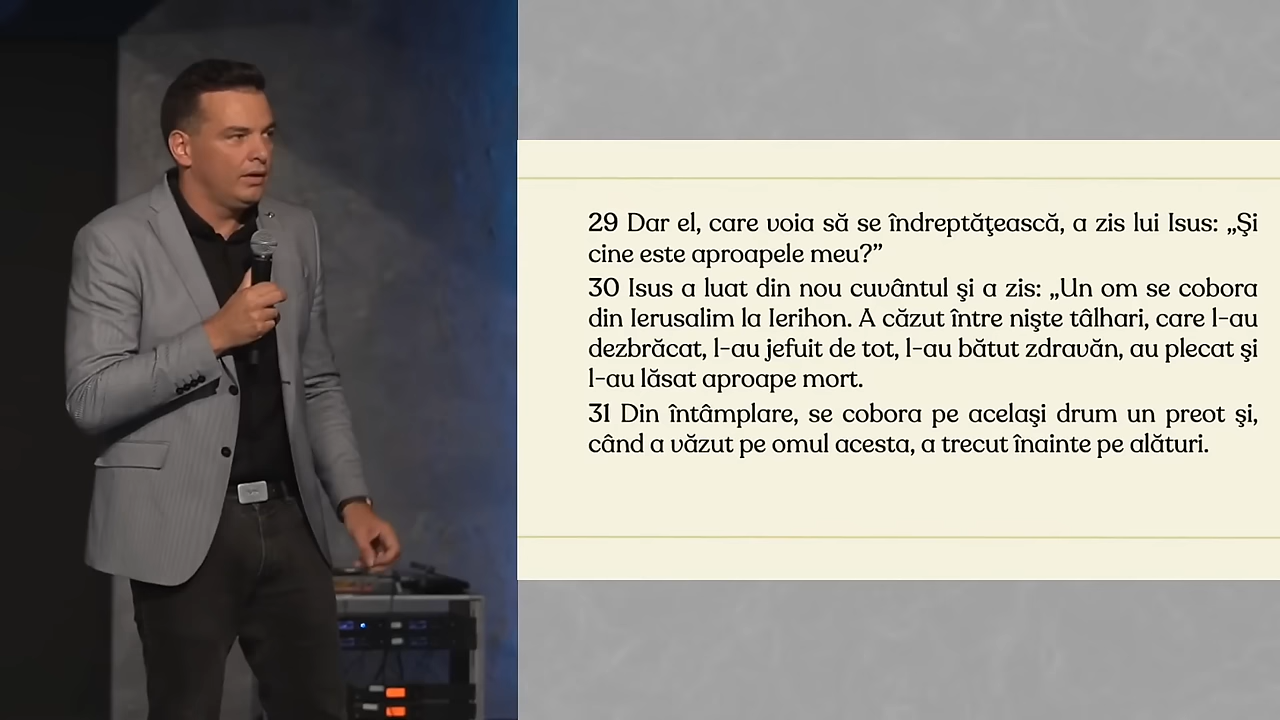 29 Dar el, care voia să se îndreptăţească, a zis lui Isus: „Şi
cine este aproapele meu?”
30 Isus a luat din nou cuvântul şi a zis: „Un om se cobora
din Ierusalim la Ierihon. A căzut între nişte tâlhari, care l-au
dezbrăcat, l-au jefuit de tot, l-au bătut zdravăn, au plecat şi
l-au lăsat aproape mort.
31 Din întâmplare, se cobora pe acelaşi drum un preot şi,
când a văzut pe omul acesta, a trecut înainte pe alături.